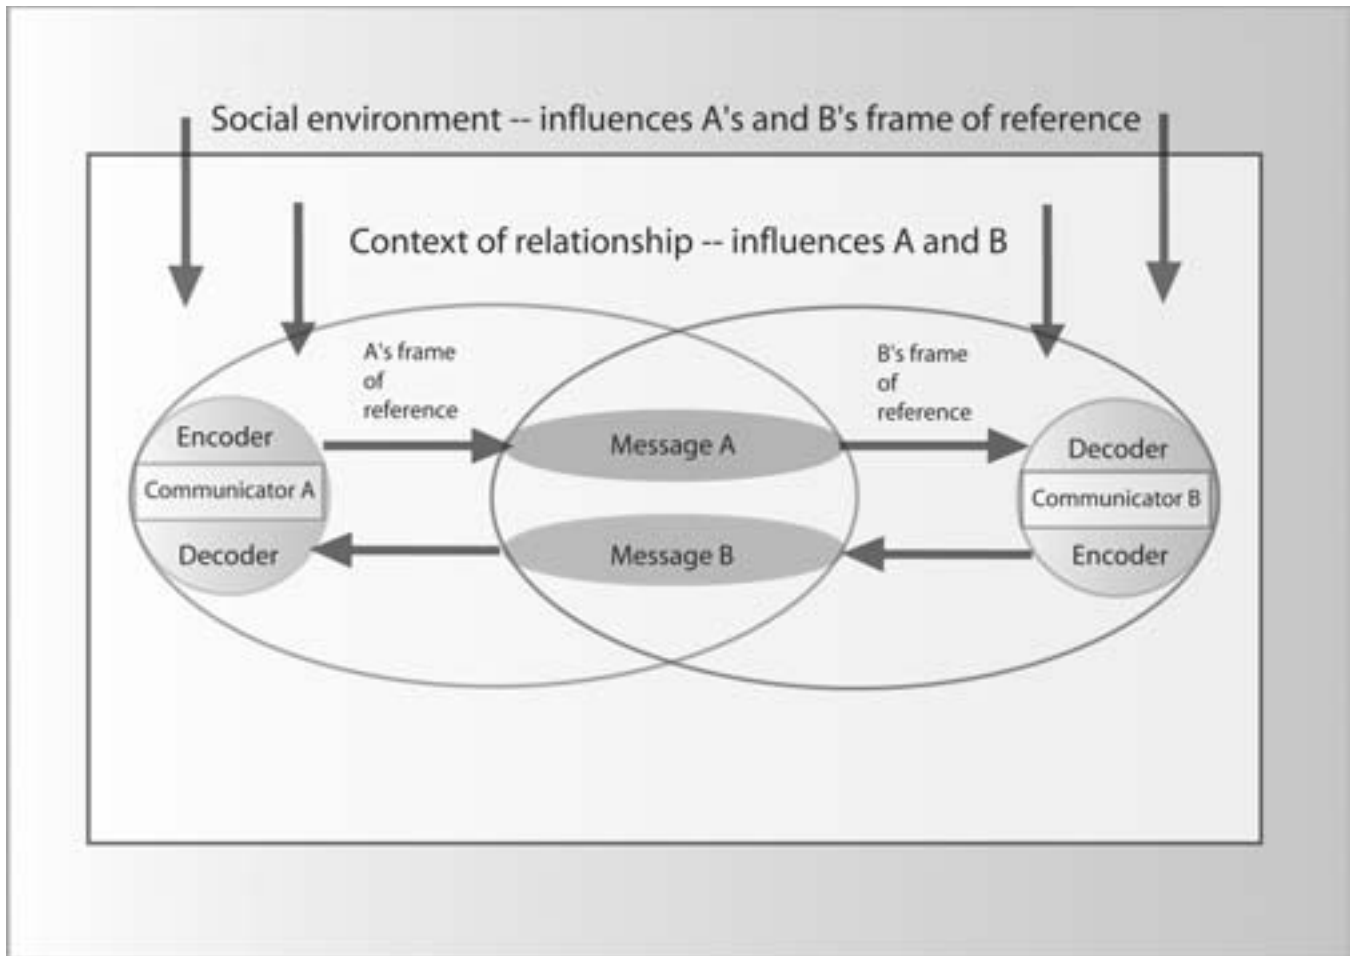 Social environment -- influences A's and B's frame of reference
Context of relationship -- influences A and B
A's frame
of
reference
B's frame
of
reference
Encoder
Communicator A
Decoder
Message A
Message B
Decoder
Communicator B
Encoder